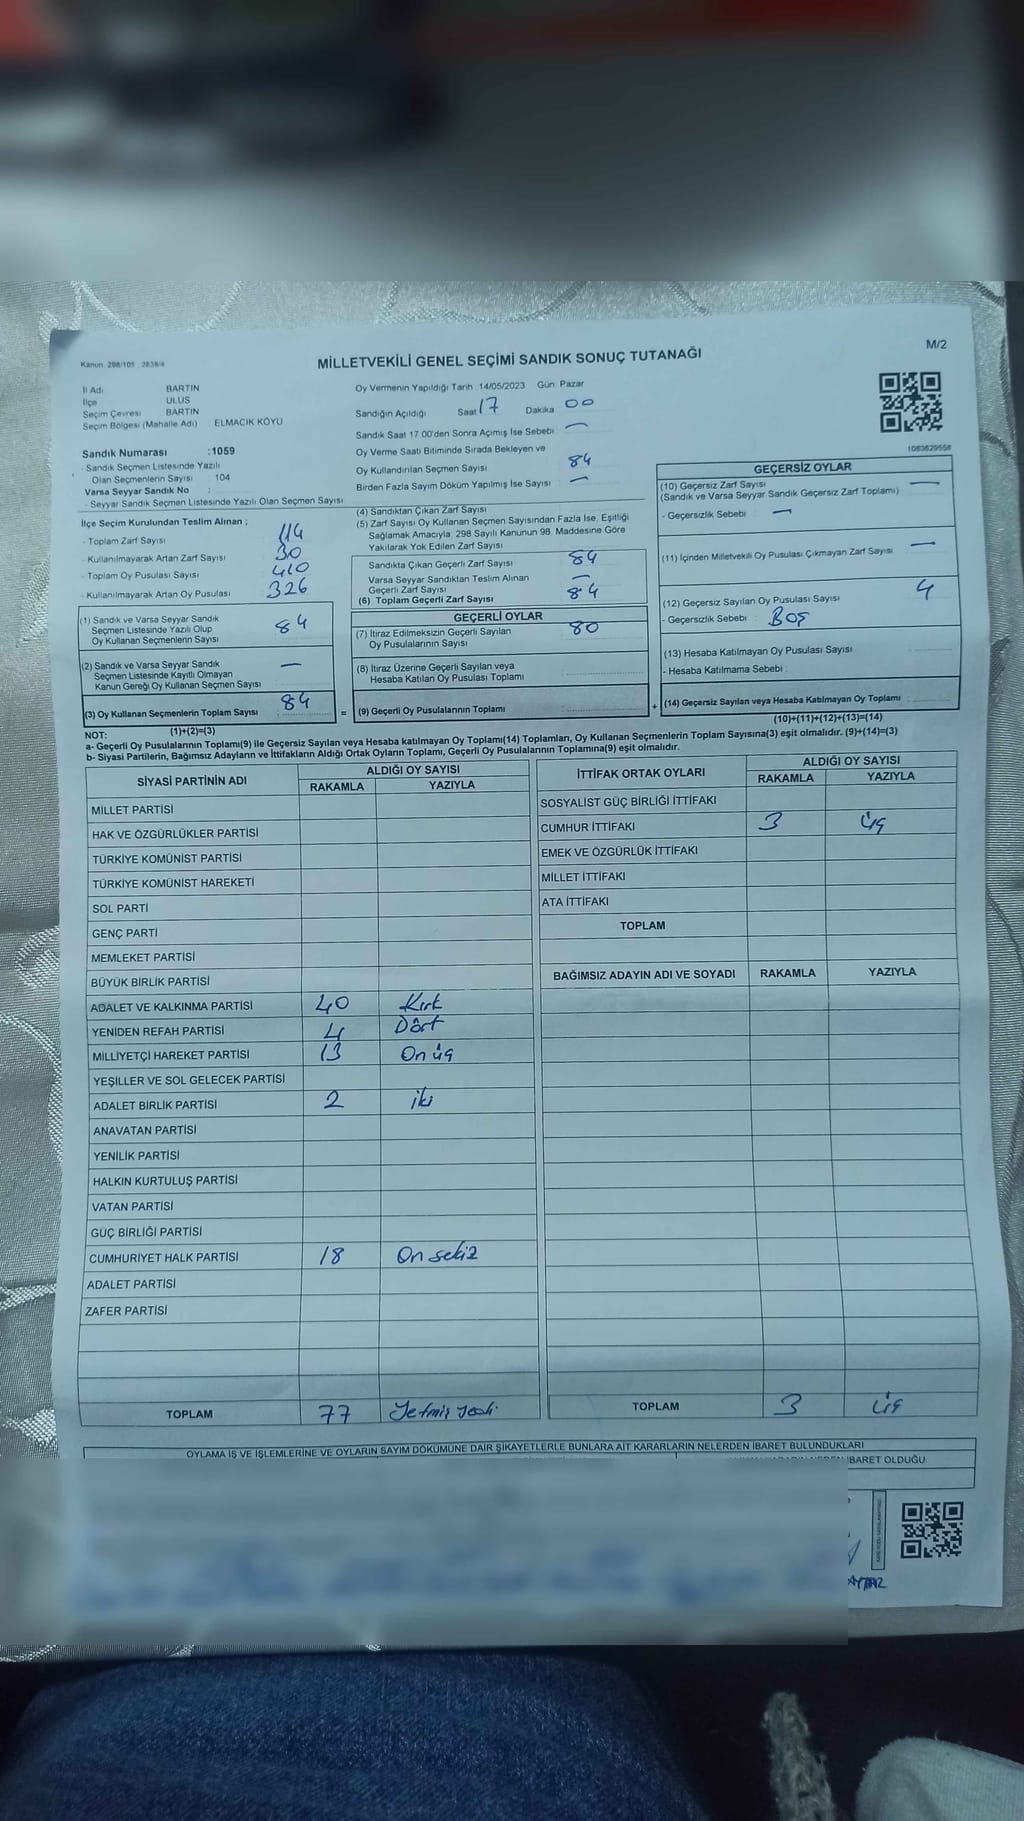 Kanun: 298/105 , 2839/4
MİLLETVEKİLİ GENEL SEÇİMİ SANDIK SONUÇ TUTANAĞI
M/2
İl Adı BARTIN
İlçe ULUS
Seçim Çevresi BARTIN
Seçim Bölgesi (Mahalle Adı) ELMACIK KÖYÜ
Sandık Numarası :1059
- Sandık Seçmen Listesinde Yazılı
Olan Seçmenlerin Sayısı 104
Varsa Seyyar Sandık No :
- Seyyar Sandık Seçmen Listesinde Yazılı Olan Seçmen Sayısı
İlçe Seçim Kurulundan Teslim Alınan ;
- Toplam Zarf Sayısı 114
- Kullanılmayarak Artan Zarf Sayısı 30
- Toplam Oy Pusulası Sayısı 410
- Kullanılmayarak Artan Oy Pusulası 326
(1) Sandık ve Varsa Seyyar Sandık
Seçmen Listesinde Yazılı Olup
Oy Kullanan Seçmenlerin Sayısı 84
(2) Sandık ve Varsa Seyyar Sandık
Seçmen Listesinde Kayıtlı Olmayan
Kanun Gereği Oy Kullanan Seçmen Sayısı —
(3) Oy Kullanan Seçmenlerin Toplam Sayısı 84
(1)+(2)=(3)
Oy Vermenin Yapıldığı Tarih 14/05/2023 Gün: Pazar
Sandığın Açıldığı Saat 17 Dakika 00
Sandık Saat 17:00'den Sonra Açılmış İse Sebebi —
Oy Verme Saati Bitiminde Sırada Bekleyen ve
Oy Kullandırılan Seçmen Sayısı 84
Birden Fazla Sayım Döküm Yapılmış İse Sayısı —
(4) Sandıktan Çıkan Zarf Sayısı
(5) Zarf Sayısı Oy Kullanan Seçmen Sayısından Fazla İse, Eşitliği
Sağlamak Amacıyla, 298 Sayılı Kanunun 98. Maddesine Göre
Yakılarak Yok Edilen Zarf Sayısı
Sandıkta Çıkan Geçerli Zarf Sayısı 84
Varsa Seyyar Sandıktan Teslim Alınan
Geçerli Zarf Sayısı —
(6) Toplam Geçerli Zarf Sayısı 84
GEÇERLİ OYLAR
(7) İtiraz Edilmeksizin Geçerli Sayılan
Oy Pusulalarının Sayısı 80
(8) İtiraz Üzerine Geçerli Sayılan veya
Hesaba Katılan Oy Pusulası Toplamı
= (9) Geçerli Oy Pusulalarının Toplamı
1083629558
GEÇERSİZ OYLAR
(10) Geçersiz Zarf Sayısı —
(Sandık ve Varsa Seyyar Sandık Geçersiz Zarf Toplamı)
- Geçersizlik Sebebi : —
(11) İçinden Milletvekili Oy Pusulası Çıkmayan Zarf Sayısı —
(12) Geçersiz Sayılan Oy Pusulası Sayısı 4
- Geçersizlik Sebebi : BOŞ
(13) Hesaba Katılmayan Oy Pusulası Sayısı
- Hesaba Katılmama Sebebi :
+ (14) Geçersiz Sayılan veya Hesaba Katılmayan Oy Toplamı
(10)+(11)+(12)+(13)=(14)
NOT:
a- Geçerli Oy Pusulalarının Toplamı(9) ile Geçersiz Sayılan veya Hesaba katılmayan Oy Toplamı(14) Toplamları, Oy Kullanan Seçmenlerin Toplam Sayısına(3) eşit olmalıdır. (9)+(14)=(3)
b- Siyasi Partilerin, Bağımsız Adayların ve İttifakların Aldığı Ortak Oyların Toplamı, Geçerli Oy Pusulalarının Toplamına(9) eşit olmalıdır.
SİYASİ PARTİNİN ADI ALDIĞI OY SAYISI
RAKAMLA YAZIYLA
MİLLET PARTİSİ
HAK VE ÖZGÜRLÜKLER PARTİSİ
TÜRKİYE KOMÜNİST PARTİSİ
TÜRKİYE KOMÜNİST HAREKETİ
SOL PARTİ
GENÇ PARTİ
MEMLEKET PARTİSİ
BÜYÜK BİRLİK PARTİSİ
ADALET VE KALKINMA PARTİSİ 40 Kırk
YENİDEN REFAH PARTİSİ 4 Dört
MİLLİYETÇİ HAREKET PARTİSİ 13 On üç
YEŞİLLER VE SOL GELECEK PARTİSİ
ADALET BİRLİK PARTİSİ 2 iki
ANAVATAN PARTİSİ
YENİLİK PARTİSİ
HALKIN KURTULUŞ PARTİSİ
VATAN PARTİSİ
GÜÇ BİRLİĞİ PARTİSİ
CUMHURİYET HALK PARTİSİ 18 On sekiz
ADALET PARTİSİ
ZAFER PARTİSİ
TOPLAM 77 Yetmiş yedi
İTTİFAK ORTAK OYLARI ALDIĞI OY SAYISI
RAKAMLA YAZIYLA
SOSYALİST GÜÇ BİRLİĞİ İTTİFAKI
CUMHUR İTTİFAKI 3 üç
EMEK VE ÖZGÜRLÜK İTTİFAKI
MİLLET İTTİFAKI
ATA İTTİFAKI
TOPLAM
BAĞIMSIZ ADAYIN ADI VE SOYADI RAKAMLA YAZIYLA
TOPLAM 3 üç
OYLAMA İŞ VE İŞLEMLERİNE VE OYLARIN SAYIM DÖKÜMÜNE DAİR ŞİKAYETLERLE BUNLARA AİT KARARLARIN NELERDEN İBARET BULUNDUKLARI
İBARET OLDUĞU